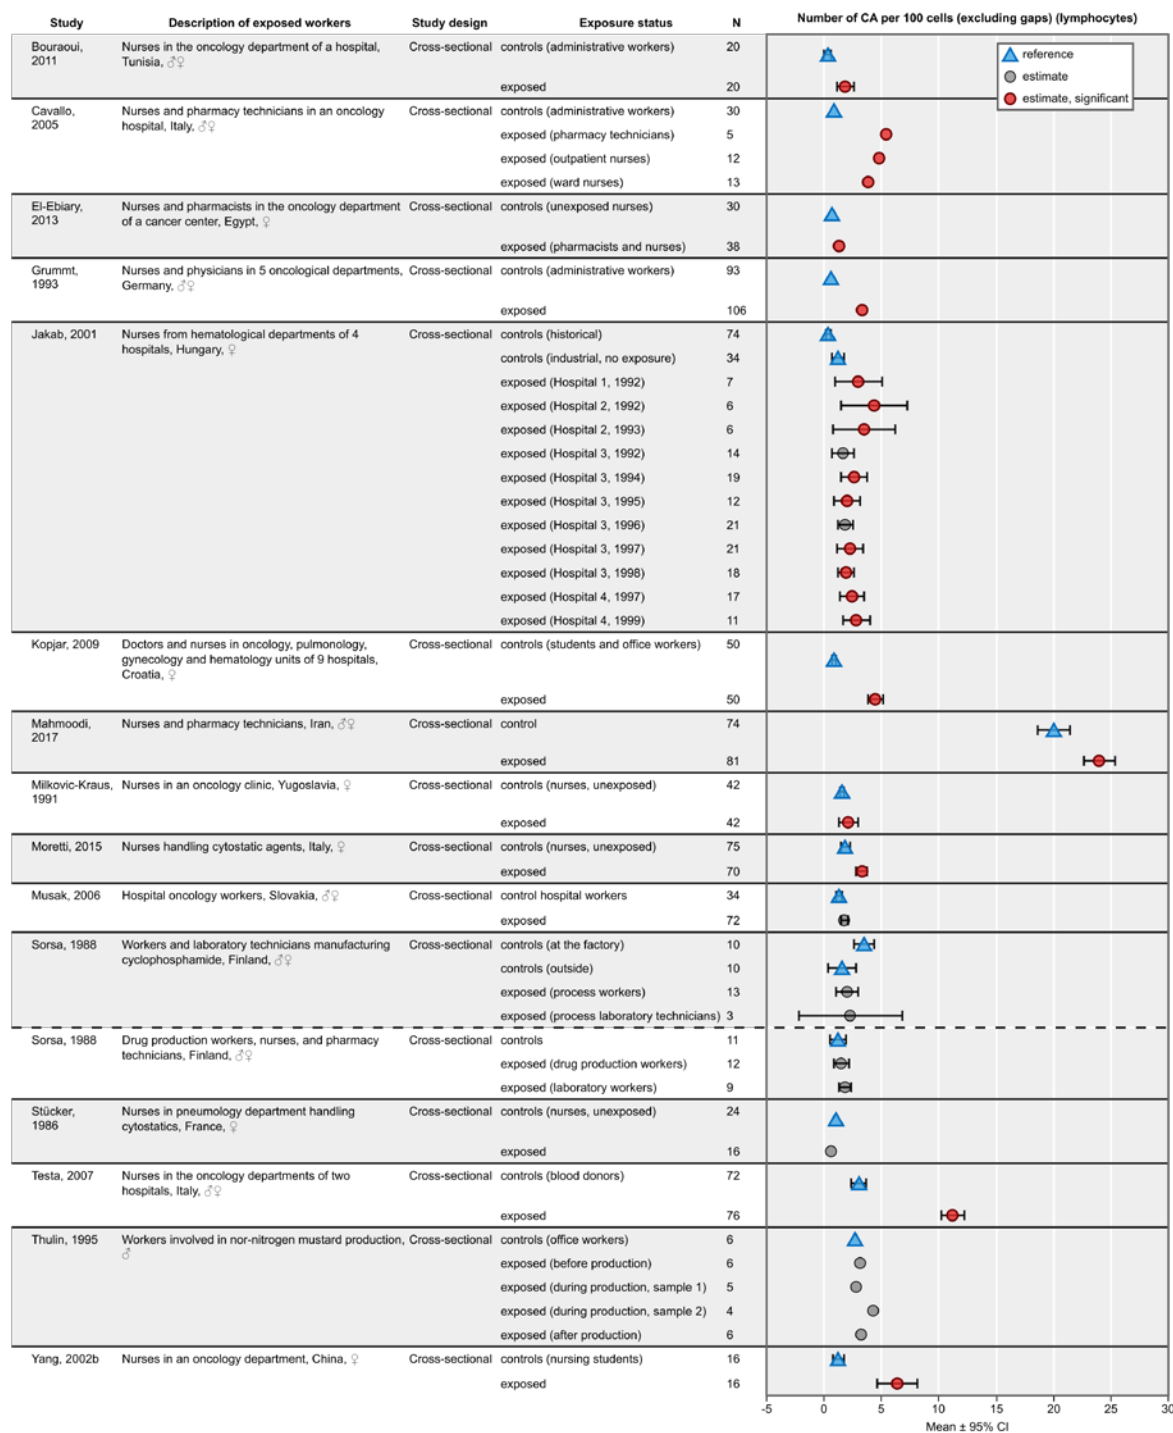 Study Description of exposed workers Study design Exposure status N Number of CA per 100 cells (excluding gaps) (lymphocytes)
reference
estimate
estimate, significant
Bouraoui, Nurses in the oncology department of a hospital, Cross-sectional controls (administrative workers) 20
2011 Tunisia, ♂♀
exposed 20
Cavallo, Nurses and pharmacy technicians in an oncology Cross-sectional controls (administrative workers) 30
2005 hospital, Italy, ♂♀
exposed (pharmacy technicians) 5
exposed (outpatient nurses) 12
exposed (ward nurses) 13
El-Ebiary, Nurses and pharmacists in the oncology department Cross-sectional controls (unexposed nurses) 30
2013 of a cancer center, Egypt, ♀
exposed (pharmacists and nurses) 38
Grummt, Nurses and physicians in 5 oncological departments, Cross-sectional controls (administrative workers) 93
1993 Germany, ♂♀
exposed 106
Jakab, 2001 Nurses from hematological departments of 4 Cross-sectional controls (historical) 74
hospitals, Hungary, ♀
controls (industrial, no exposure) 34
exposed (Hospital 1, 1992) 7
exposed (Hospital 2, 1992) 6
exposed (Hospital 2, 1993) 6
exposed (Hospital 3, 1992) 14
exposed (Hospital 3, 1994) 19
exposed (Hospital 3, 1995) 12
exposed (Hospital 3, 1996) 21
exposed (Hospital 3, 1997) 21
exposed (Hospital 3, 1998) 18
exposed (Hospital 4, 1997) 17
exposed (Hospital 4, 1999) 11
Kopjar, 2009 Doctors and nurses in oncology, pulmonology, Cross-sectional controls (students and office workers) 50
gynecology and hematology units of 9 hospitals,
Croatia, ♀
exposed 50
Mahmoodi, Nurses and pharmacy technicians, Iran, ♂♀ Cross-sectional control 74
2017
exposed 81
Milkovic-Kraus, Nurses in an oncology clinic, Yugoslavia, ♀ Cross-sectional controls (nurses, unexposed) 42
1991
exposed 42
Moretti, 2015 Nurses handling cytostatic agents, Italy, ♀ Cross-sectional controls (nurses, unexposed) 75
exposed 70
Musak, 2006 Hospital oncology workers, Slovakia, ♂♀ Cross-sectional control hospital workers 34
exposed 72
Sorsa, 1988 Workers and laboratory technicians manufacturing Cross-sectional controls (at the factory) 10
cyclophosphamide, Finland, ♂♀
controls (outside) 10
exposed (process workers) 13
exposed (process laboratory technicians) 3
Sorsa, 1988 Drug production workers, nurses, and pharmacy Cross-sectional controls 11
technicians, Finland, ♂♀
exposed (drug production workers) 12
exposed (laboratory workers) 9
Stücker, Nurses in pneumology department handling Cross-sectional controls (nurses, unexposed) 24
1986 cytostatics, France, ♀
exposed 16
Testa, 2007 Nurses in the oncology departments of two Cross-sectional controls (blood donors) 72
hospitals, Italy, ♂♀
exposed 76
Thulin, 1995 Workers involved in nor-nitrogen mustard production, Cross-sectional controls (office workers) 6
♂
exposed (before production) 6
exposed (during production, sample 1) 5
exposed (during production, sample 2) 4
exposed (after production) 6
Yang, 2002b Nurses in an oncology department, China, ♀ Cross-sectional controls (nursing students) 16
exposed 16
-5 0 5 10 15 20 25 30
Mean ± 95% CI